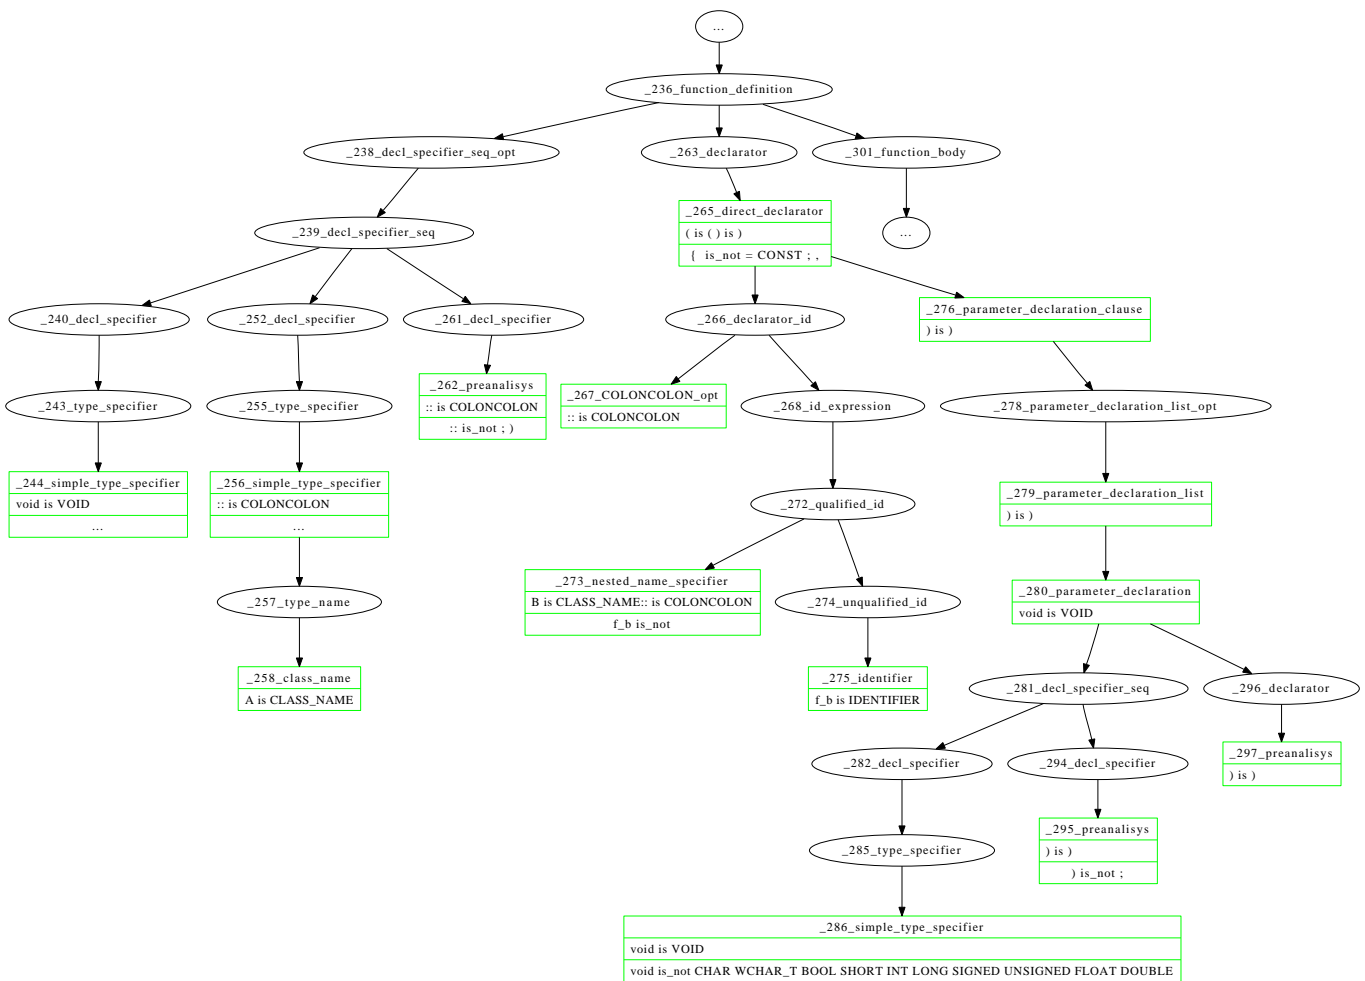 ...
_236_function_definition
_238_decl_specifier_seq_opt
_263_declarator
_301_function_body
_265_direct_declarator
( is ( ) is )
{ is_not = CONST ; ,
_239_decl_specifier_seq
...
_240_decl_specifier
_252_decl_specifier
_261_decl_specifier
_266_declarator_id
_276_parameter_declaration_clause
) is )
_243_type_specifier
_255_type_specifier
_262_preanalisys
:: is COLONCOLON
:: is_not ; )
_267_COLONCOLON_opt
:: is COLONCOLON
_268_id_expression
_278_parameter_declaration_list_opt
_244_simple_type_specifier
void is VOID
...
_256_simple_type_specifier
:: is COLONCOLON
...
_272_qualified_id
_279_parameter_declaration_list
) is )
_257_type_name
_273_nested_name_specifier
B is CLASS_NAME:: is COLONCOLON
f_b is_not
_274_unqualified_id
_280_parameter_declaration
void is VOID
_258_class_name
A is CLASS_NAME
_275_identifier
f_b is IDENTIFIER
_281_decl_specifier_seq
_296_declarator
_282_decl_specifier
_294_decl_specifier
_297_preanalisys
) is )
_285_type_specifier
_295_preanalisys
) is )
) is_not ;
_286_simple_type_specifier
void is VOID
void is_not CHAR WCHAR_T BOOL SHORT INT LONG SIGNED UNSIGNED FLOAT DOUBLE